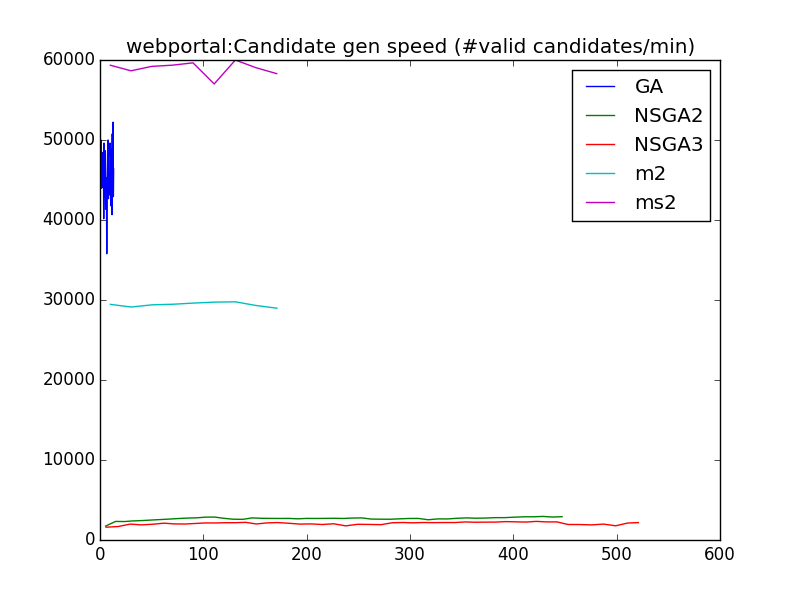 webportal:Candidate gen speed (#valid candidates/min)
60000
50000
40000
30000
20000
10000
0
GA
NSGA2
NSGA3
m2
ms2
0 100 200 300 400 500 600